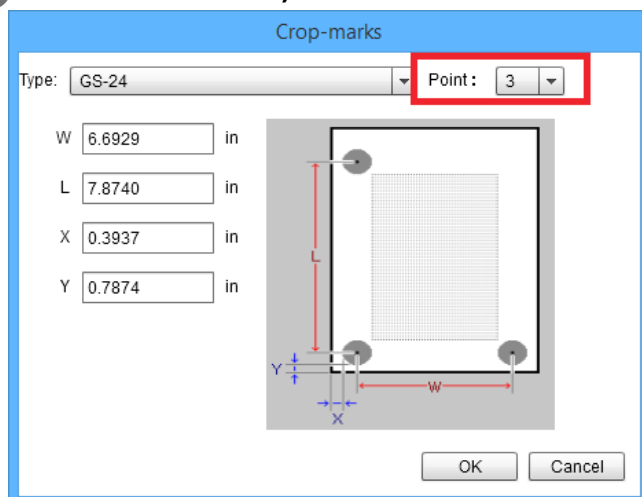 Crop-marks
Type: GS-24 Point: 3
W 6.6929 in
L 7.8740 in
X 0.3937 in
Y 0.7874 in
L
Y
W
X
OK Cancel